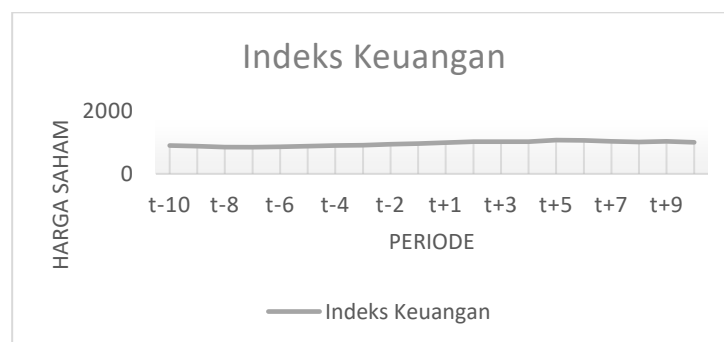 Indeks Keuangan
2000
0
HARGA SAHAM
t-10 t-8 t-6 t-4 t-2 t+1 t+3 t+5 t+7 t+9
PERIODE
Indeks Keuangan